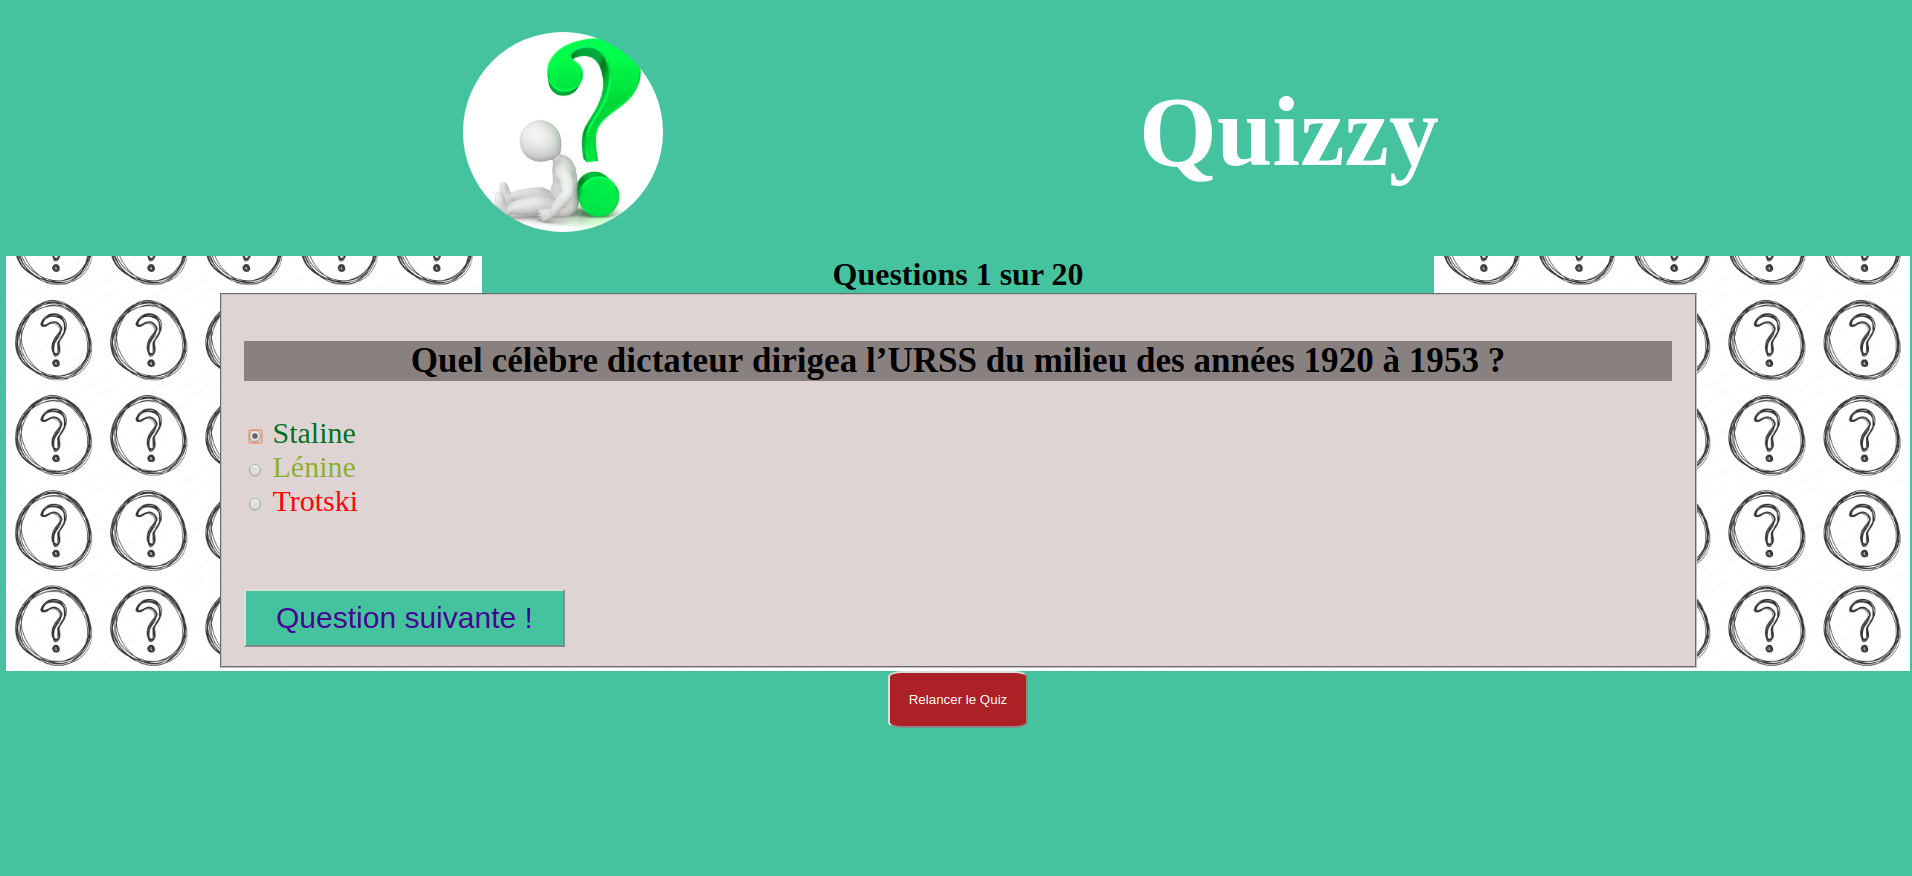 Quizzy
Questions 1 sur 20
Quel célèbre dictateur dirigea l’URSS du milieu des années 1920 à 1953 ?
Staline
Lénine
Trotski
Question suivante !
Relancer le Quiz